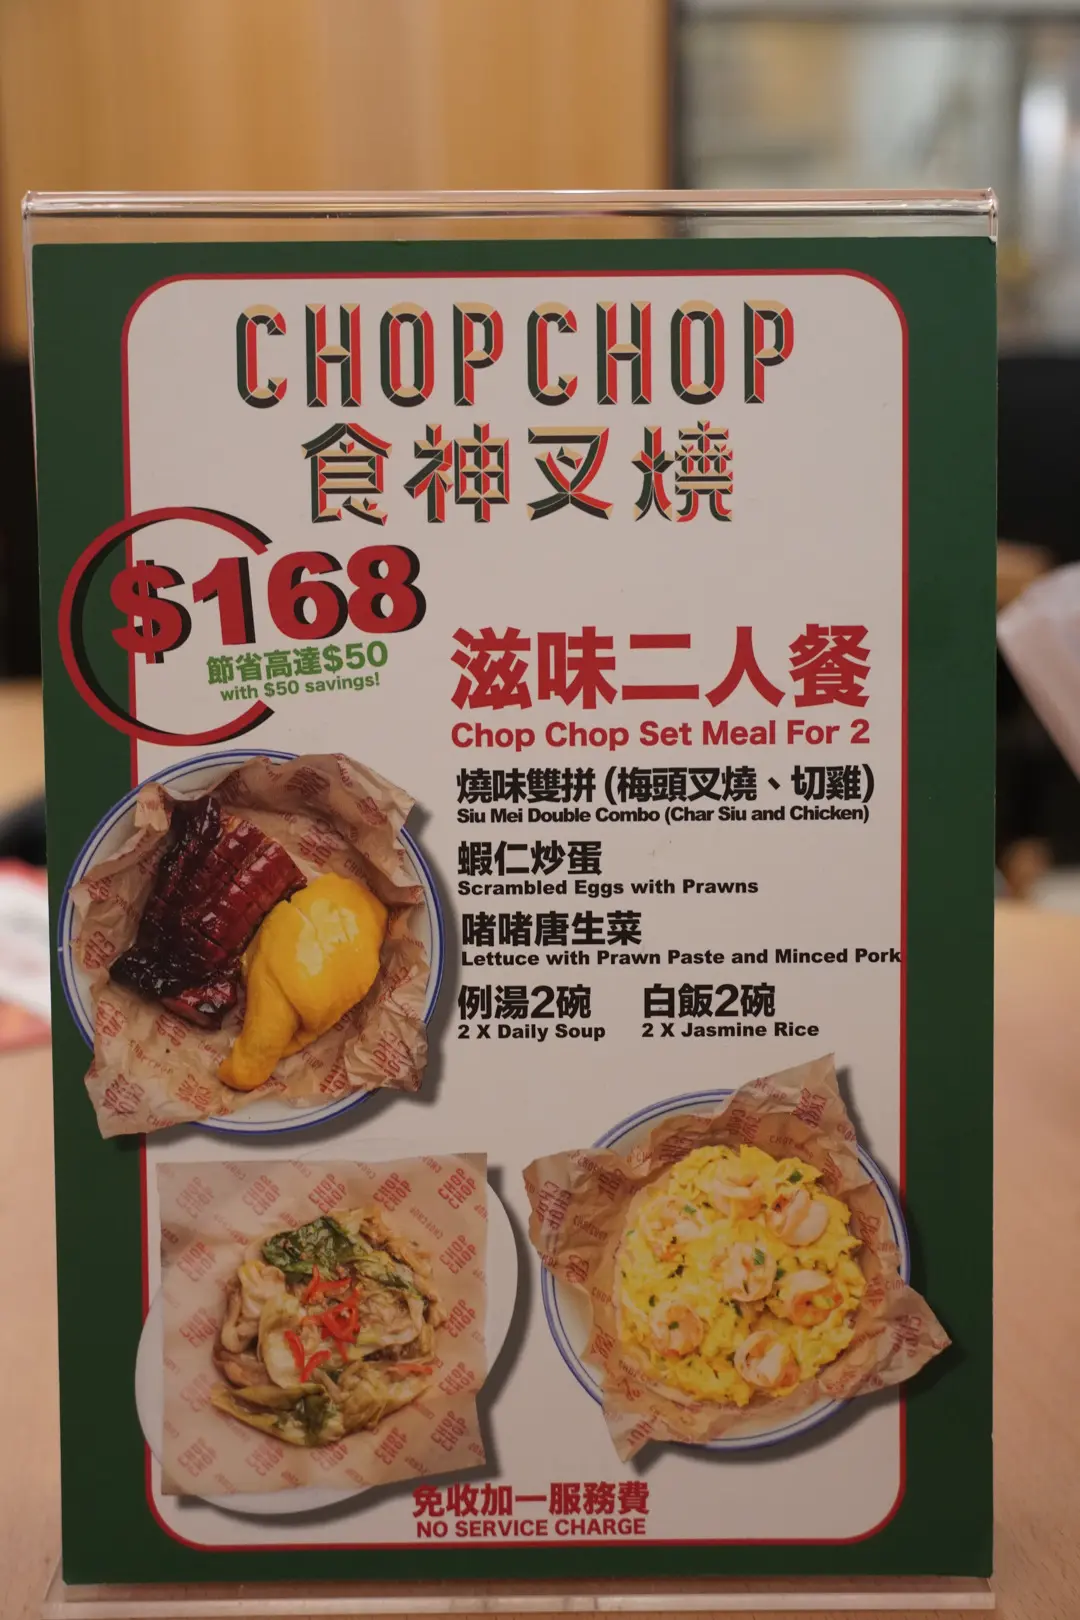 CHOPCHOP
食神叉燒
$168
節省高達$50
with $50 savings!
滋味二人餐
Chop Chop Set Meal For 2
燒味雙拼 (梅頭叉燒、切雞)
Siu Mei Double Combo (Char Siu and Chicken)
蝦仁炒蛋
Scrambled Eggs with Prawns
啫啫唐生菜
Lettuce with Prawn Paste and Minced Pork
例湯2碗 白飯2碗
2 X Daily Soup 2 X Jasmine Rice
免收加一服務費
NO SERVICE CHARGE